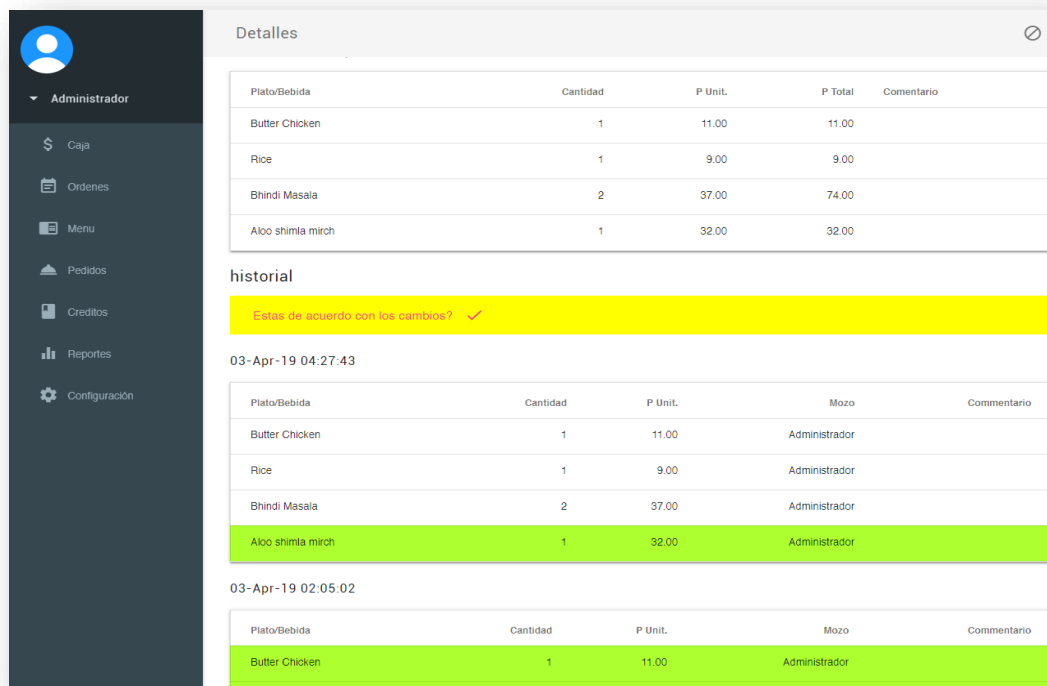 Detalles
Administrador
Caja
Ordenes
Menu
Pedidos
Creditos
Reportes
Configuración
Plato/Bebida Cantidad P Unit. P Total Comentario
Butter Chicken 1 11.00 11.00
Rice 1 9.00 9.00
Bhindi Masala 2 37.00 74.00
Aloo shimla mirch 1 32.00 32.00
historial
Estas de acuerdo con los cambios?
03-Apr-19 04:27:43
Plato/Bebida Cantidad P Unit. Mozo Commentario
Butter Chicken 1 11.00 Administrador
Rice 1 9.00 Administrador
Bhindi Masala 2 37.00 Administrador
Aloo shimla mirch 1 32.00 Administrador
03-Apr-19 02:05:02
Plato/Bebida Cantidad P Unit. Mozo Commentario
Butter Chicken 1 11.00 Administrador